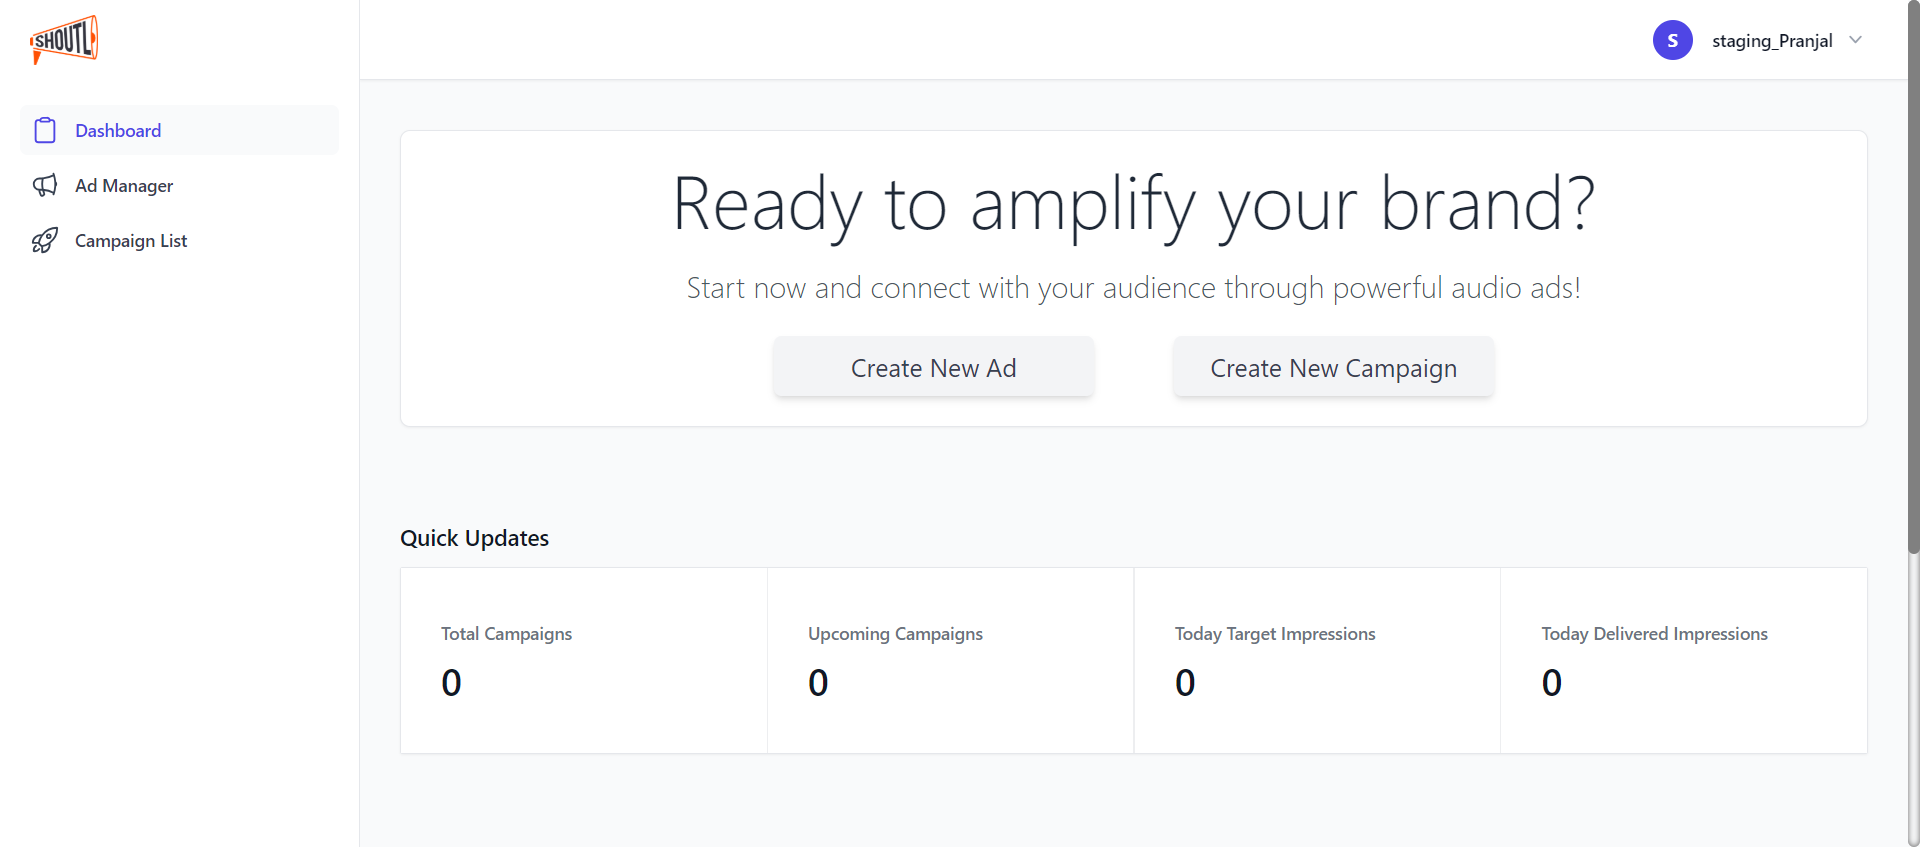 SHOUTL
S
staging_Pranjal
Dashboard
Ad Manager
Campaign List
Ready to amplify your brand?
Start now and connect with your audience through powerful audio ads!
Create New Ad
Create New Campaign
Quick Updates
Total Campaigns
0
Upcoming Campaigns
0
Today Target Impressions
0
Today Delivered Impressions
0